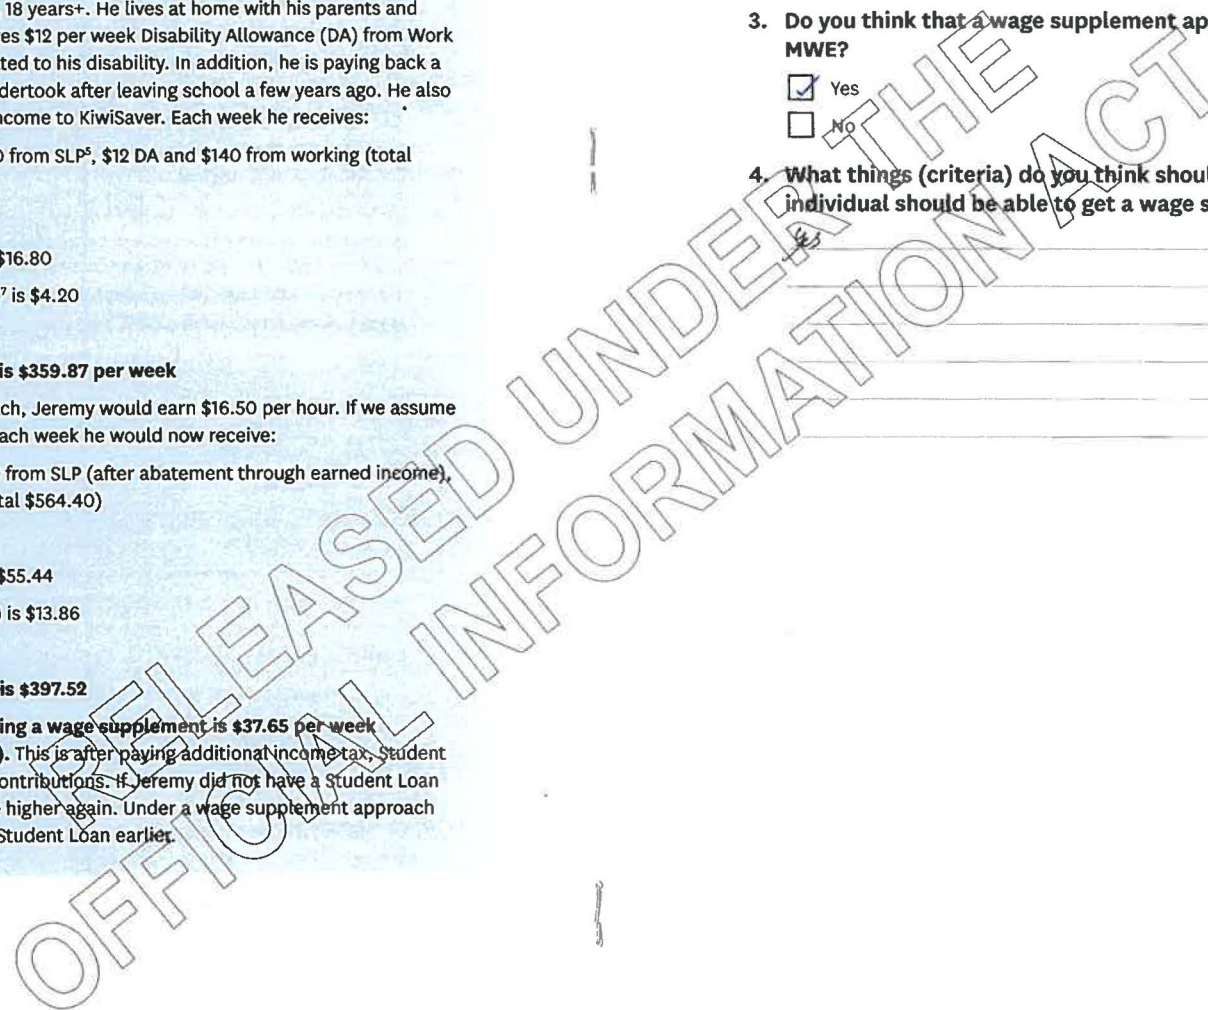 18 years+. He lives at home with his parents and
es $12 per week Disability Allowance (DA) from Work
ted to his disability. In addition, he is paying back a
dertook after leaving school a few years ago. He also
ncome to KiwiSaver. Each week he receives:
0 from SLP⁵, $12 DA and $140 from working (total
$16.80
⁷ is $4.20
is $359.87 per week
ch, Jeremy would earn $16.50 per hour. If we assume
ach week he would now receive:
from SLP (after abatement through earned income),
tal $564.40)
$55.44
is $13.86
is $397.52
ing a wage supplement is $37.65 per week
). This is after paying additional income tax, Student
ontributions. If Jeremy did not have a Student Loan
higher again. Under a wage supplement approach
Student Loan earlier.
3. Do you think that a wage supplement ap
MWE?
Yes
No
4. What things (criteria) do you think shoul
individual should be able to get a wage s
yes
RELEASED UNDER THE
OFFICIAL INFORMATION ACT